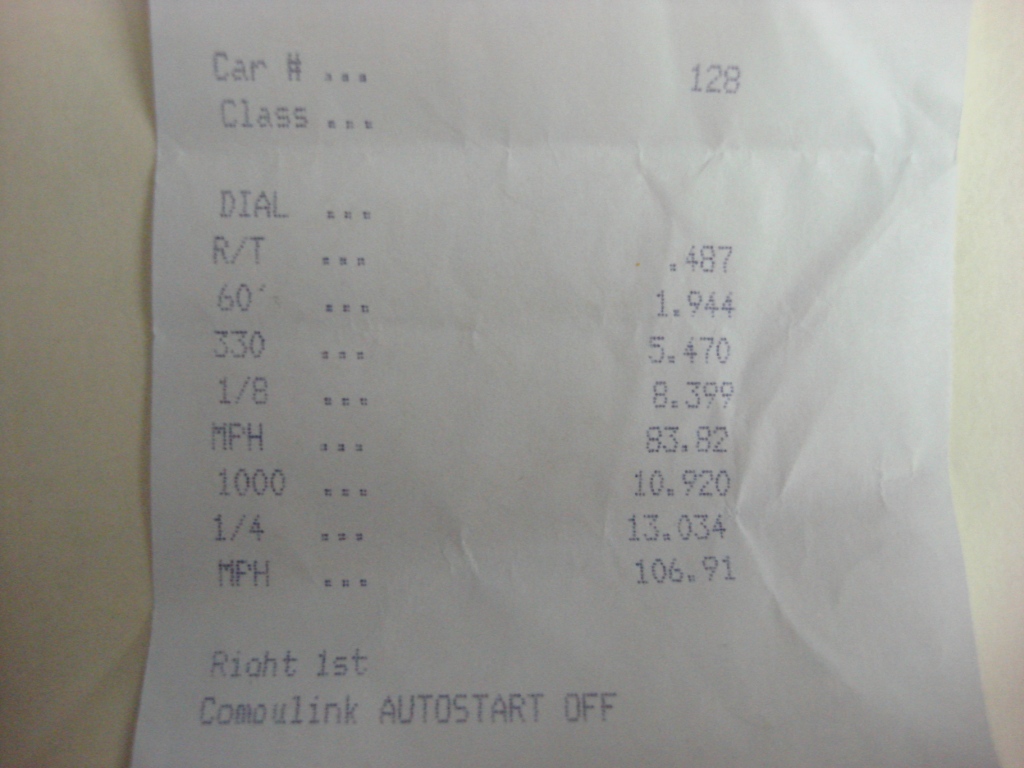 Car # ... 128
Class ...
DIAL ...
R/T ... .487
60' ... 1.944
330 ... 5.470
1/8 ... 8.399
MPH ... 83.82
1000 ... 10.920
1/4 ... 13.034
MPH ... 106.91
Right 1st
Compulink AUTOSTART OFF